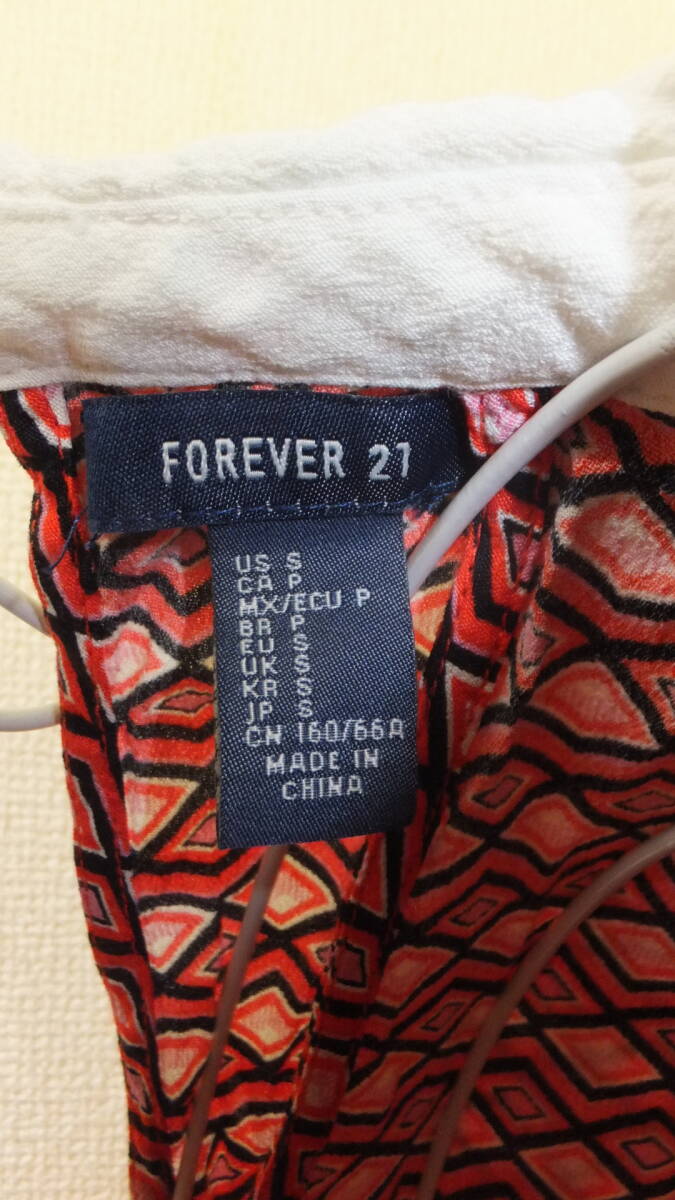 FOREVER 21
US S
CA P
MX/ECU P
BR P
EU S
UK S
KR S
JP S
CN 160/66A
MADE IN
CHINA